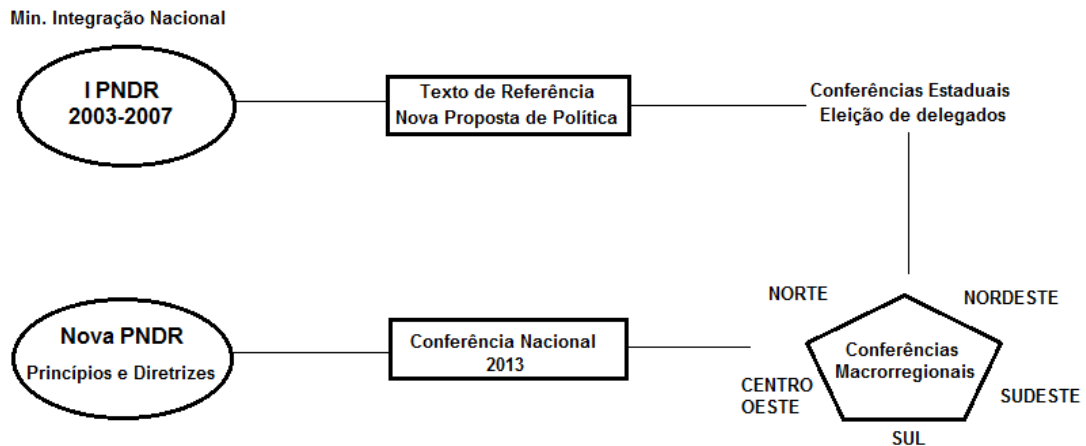 Min. Integração Nacional
I PNDR
2003-2007
Texto de Referência
Nova Proposta de Política
Conferências Estaduais
Eleição de delegados
NORTE
NORDESTE
Conferências
Macrorregionais
CENTRO
OESTE
SUDESTE
SUL
Conferência Nacional
2013
Nova PNDR
Princípios e Diretrizes